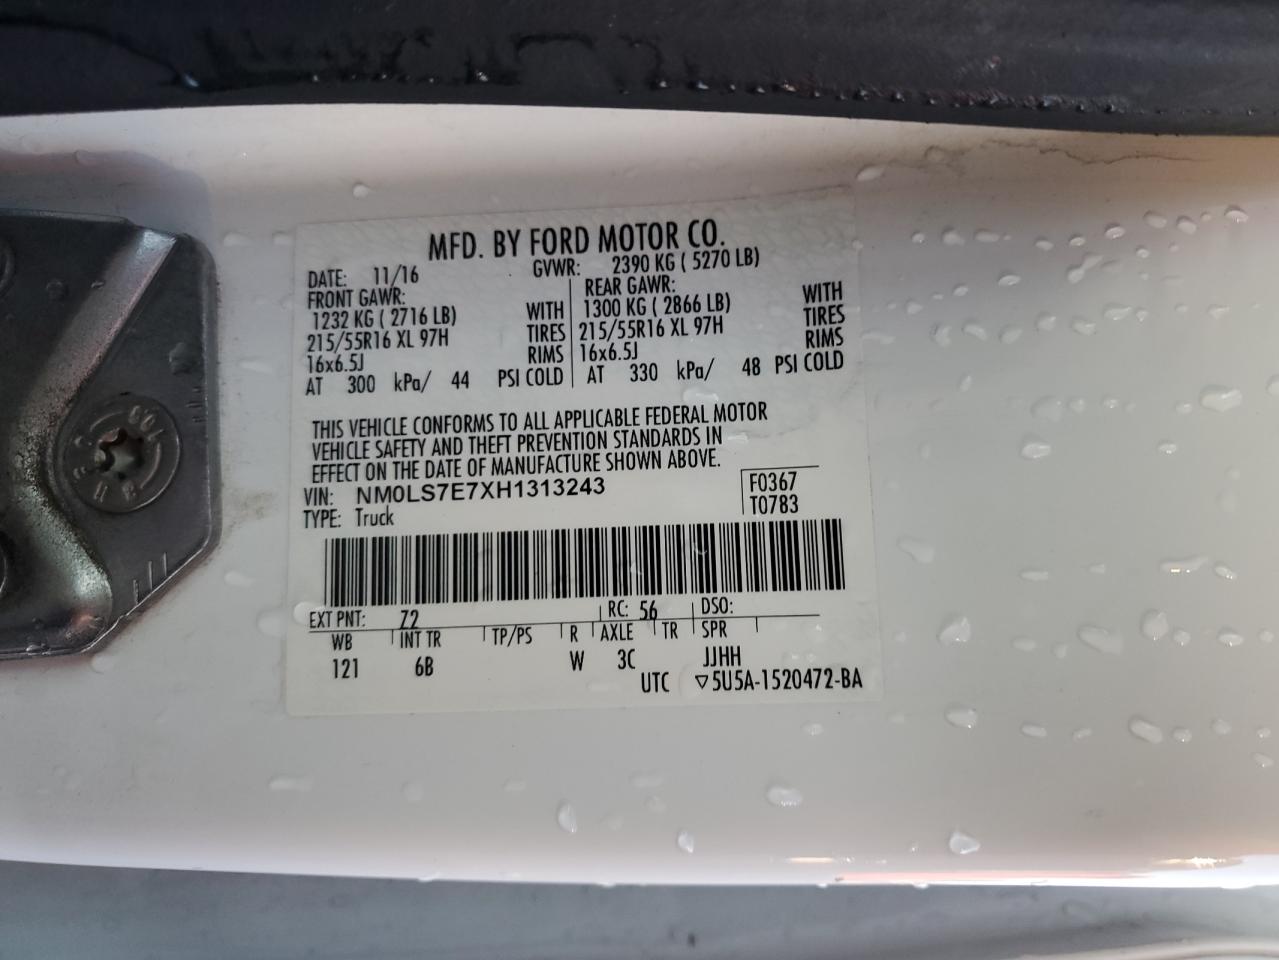 MFD. BY FORD MOTOR CO.
DATE: 11/16 GVWR: 2390 KG ( 5270 LB)
FRONT GAWR: REAR GAWR:
1232 KG ( 2716 LB) WITH 1300 KG ( 2866 LB) WITH
215/55R16 XL 97H TIRES 215/55R16 XL 97H TIRES
16x6.5J RIMS 16x6.5J RIMS
AT 300 kPa/ 44 PSI COLD AT 330 kPa/ 48 PSI COLD
THIS VEHICLE CONFORMS TO ALL APPLICABLE FEDERAL MOTOR
VEHICLE SAFETY AND THEFT PREVENTION STANDARDS IN
EFFECT ON THE DATE OF MANUFACTURE SHOWN ABOVE.
VIN: NM0LS7E7XH1313243 F0367
TYPE: Truck T0783
EXT PNT: Z2 RC: 56 DSO:
WB INT TR TP/PS R AXLE TR SPR
121 6B W 3C JJHH
UTC ▽5U5A-1520472-BA